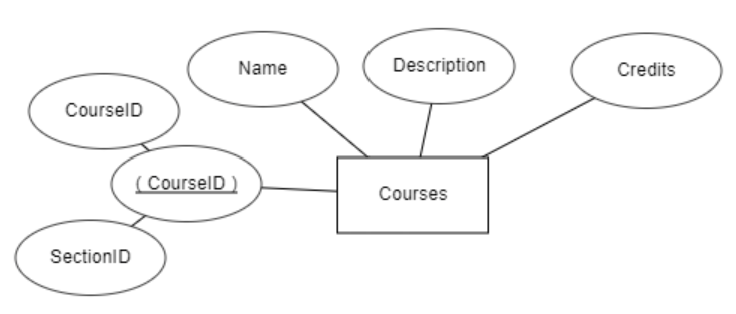 Name
Description
Credits
CourseID
( CourseID )
Courses
SectionID